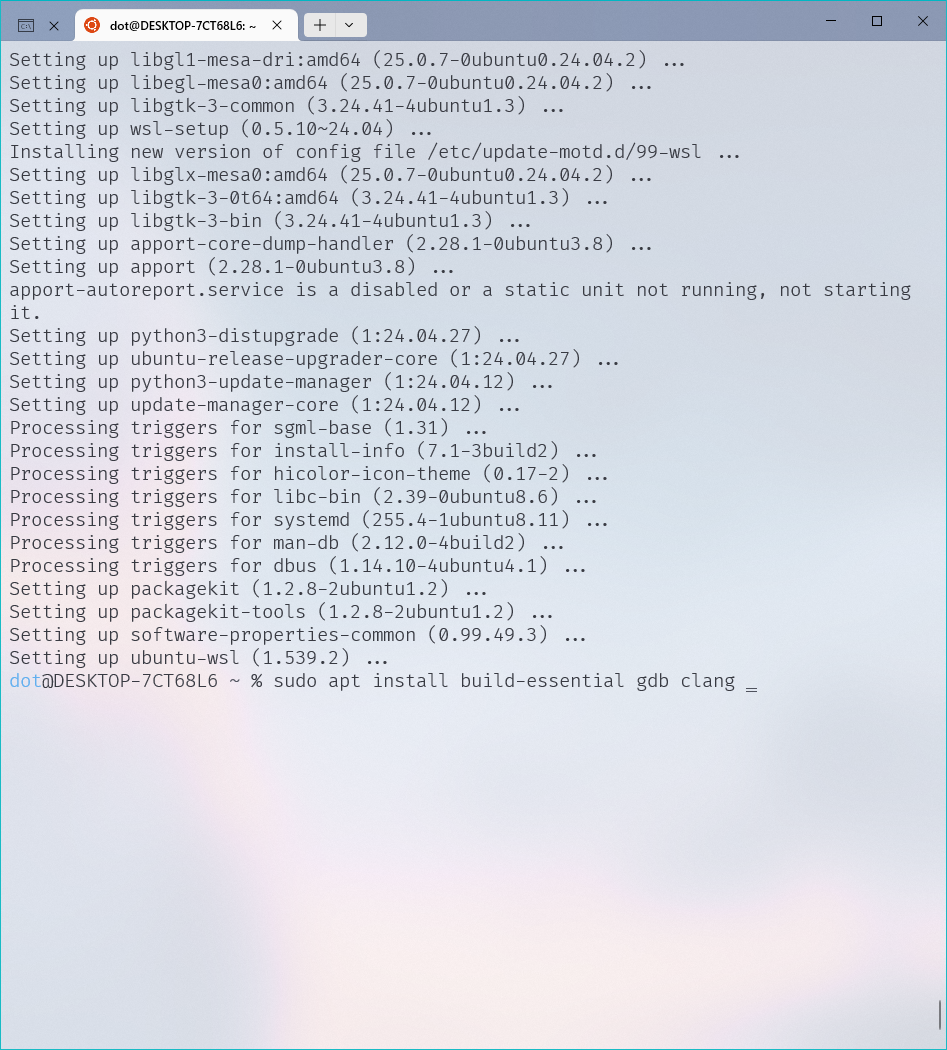 dot@DESKTOP-7CT68L6: ~
Setting up libgl1-mesa-dri:amd64 (25.0.7-0ubuntu0.24.04.2) ...
Setting up libegl-mesa0:amd64 (25.0.7-0ubuntu0.24.04.2) ...
Setting up libgtk-3-common (3.24.41-4ubuntu1.3) ...
Setting up wsl-setup (0.5.10~24.04) ...
Installing new version of config file /etc/update-motd.d/99-wsl ...
Setting up libglx-mesa0:amd64 (25.0.7-0ubuntu0.24.04.2) ...
Setting up libgtk-3-0t64:amd64 (3.24.41-4ubuntu1.3) ...
Setting up libgtk-3-bin (3.24.41-4ubuntu1.3) ...
Setting up apport-core-dump-handler (2.28.1-0ubuntu3.8) ...
Setting up apport (2.28.1-0ubuntu3.8) ...
apport-autoreport.service is a disabled or a static unit not running, not starting
it.
Setting up python3-distupgrade (1:24.04.27) ...
Setting up ubuntu-release-upgrader-core (1:24.04.27) ...
Setting up python3-update-manager (1:24.04.12) ...
Setting up update-manager-core (1:24.04.12) ...
Processing triggers for sgml-base (1.31) ...
Processing triggers for install-info (7.1-3build2) ...
Processing triggers for hicolor-icon-theme (0.17-2) ...
Processing triggers for libc-bin (2.39-0ubuntu8.6) ...
Processing triggers for systemd (255.4-1ubuntu8.11) ...
Processing triggers for man-db (2.12.0-4build2) ...
Processing triggers for dbus (1.14.10-4ubuntu4.1) ...
Setting up packagekit (1.2.8-2ubuntu1.2) ...
Setting up packagekit-tools (1.2.8-2ubuntu1.2) ...
Setting up software-properties-common (0.99.49.3) ...
Setting up ubuntu-wsl (1.539.2) ...
dot@DESKTOP-7CT68L6 ~ % sudo apt install build-essential gdb clang